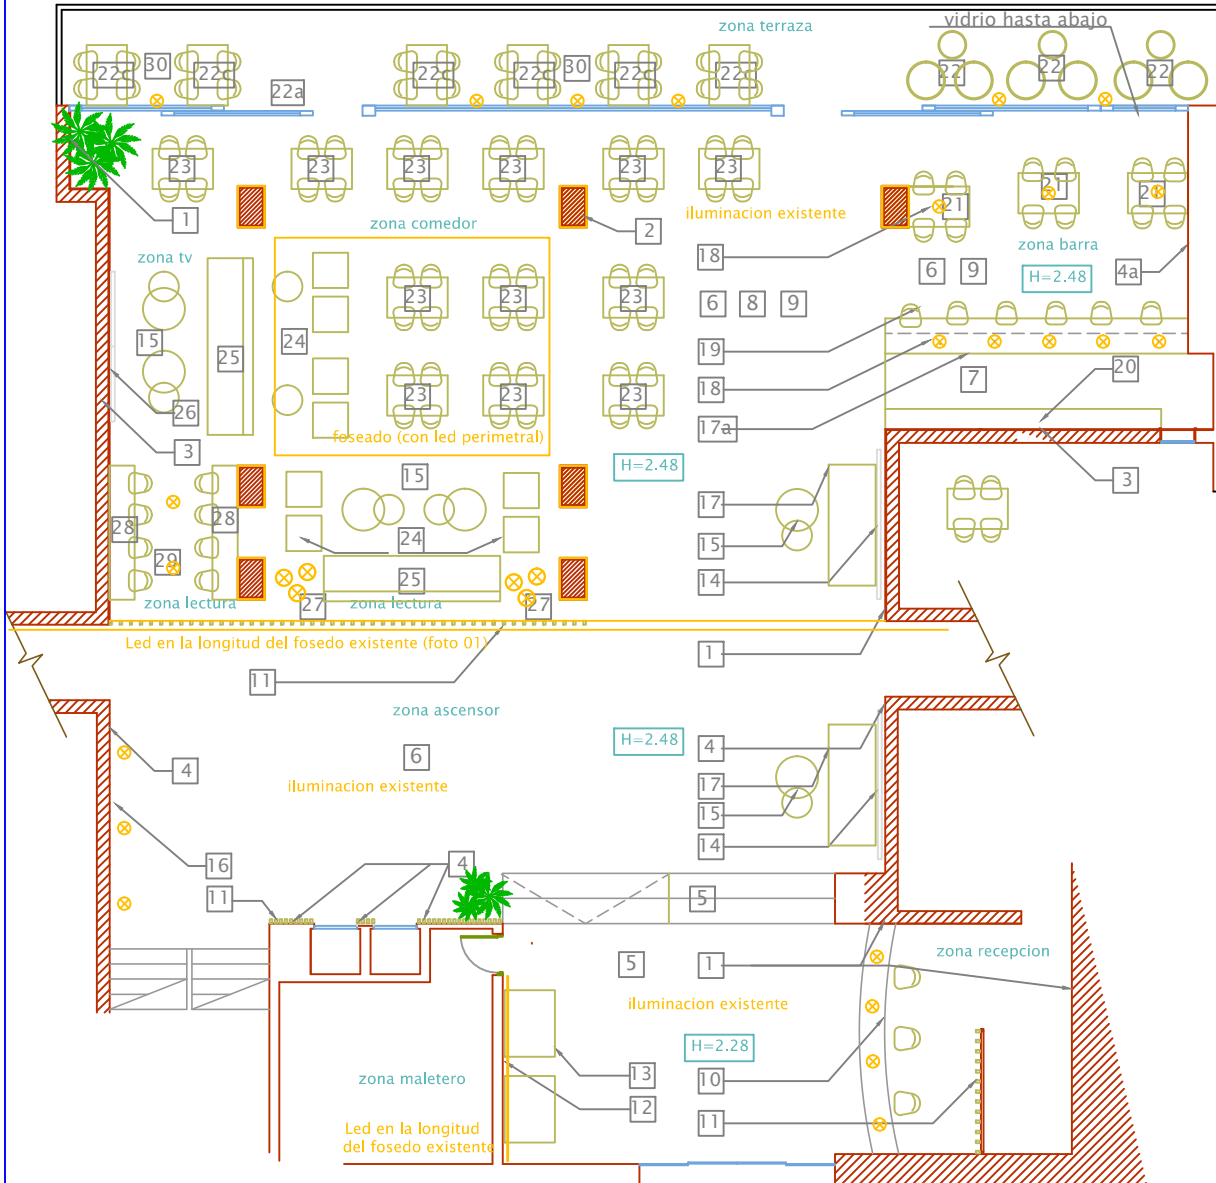 zona terraza
vidrio hasta abajo
30
30
22c
22c
22c
22c
22c
22c
22
22
22
22a
23
23
23
23
23
23
21
21
21
1
zona comedor
2
iluminacion existente
zona barra
18
6
9
4a
H=2.48
zona tv
23
23
23
6
8
9
15
24
25
19
18
20
7
26
23
23
23
17a
foseado (con led perimetral)
3
H=2.48
15
3
17
28
28
24
15
29
25
14
zona lectura
27
zona lectura
27
Led en la longitud del fosedo existente (foto 01)
1
11
zona ascensor
H=2.48
4
6
4
iluminacion existente
17
15
14
16
4
11
5
5
1
zona recepcion
iluminacion existente
H=2.28
zona maletero
13
10
12
11
Led en la longitud
del fosedo existente